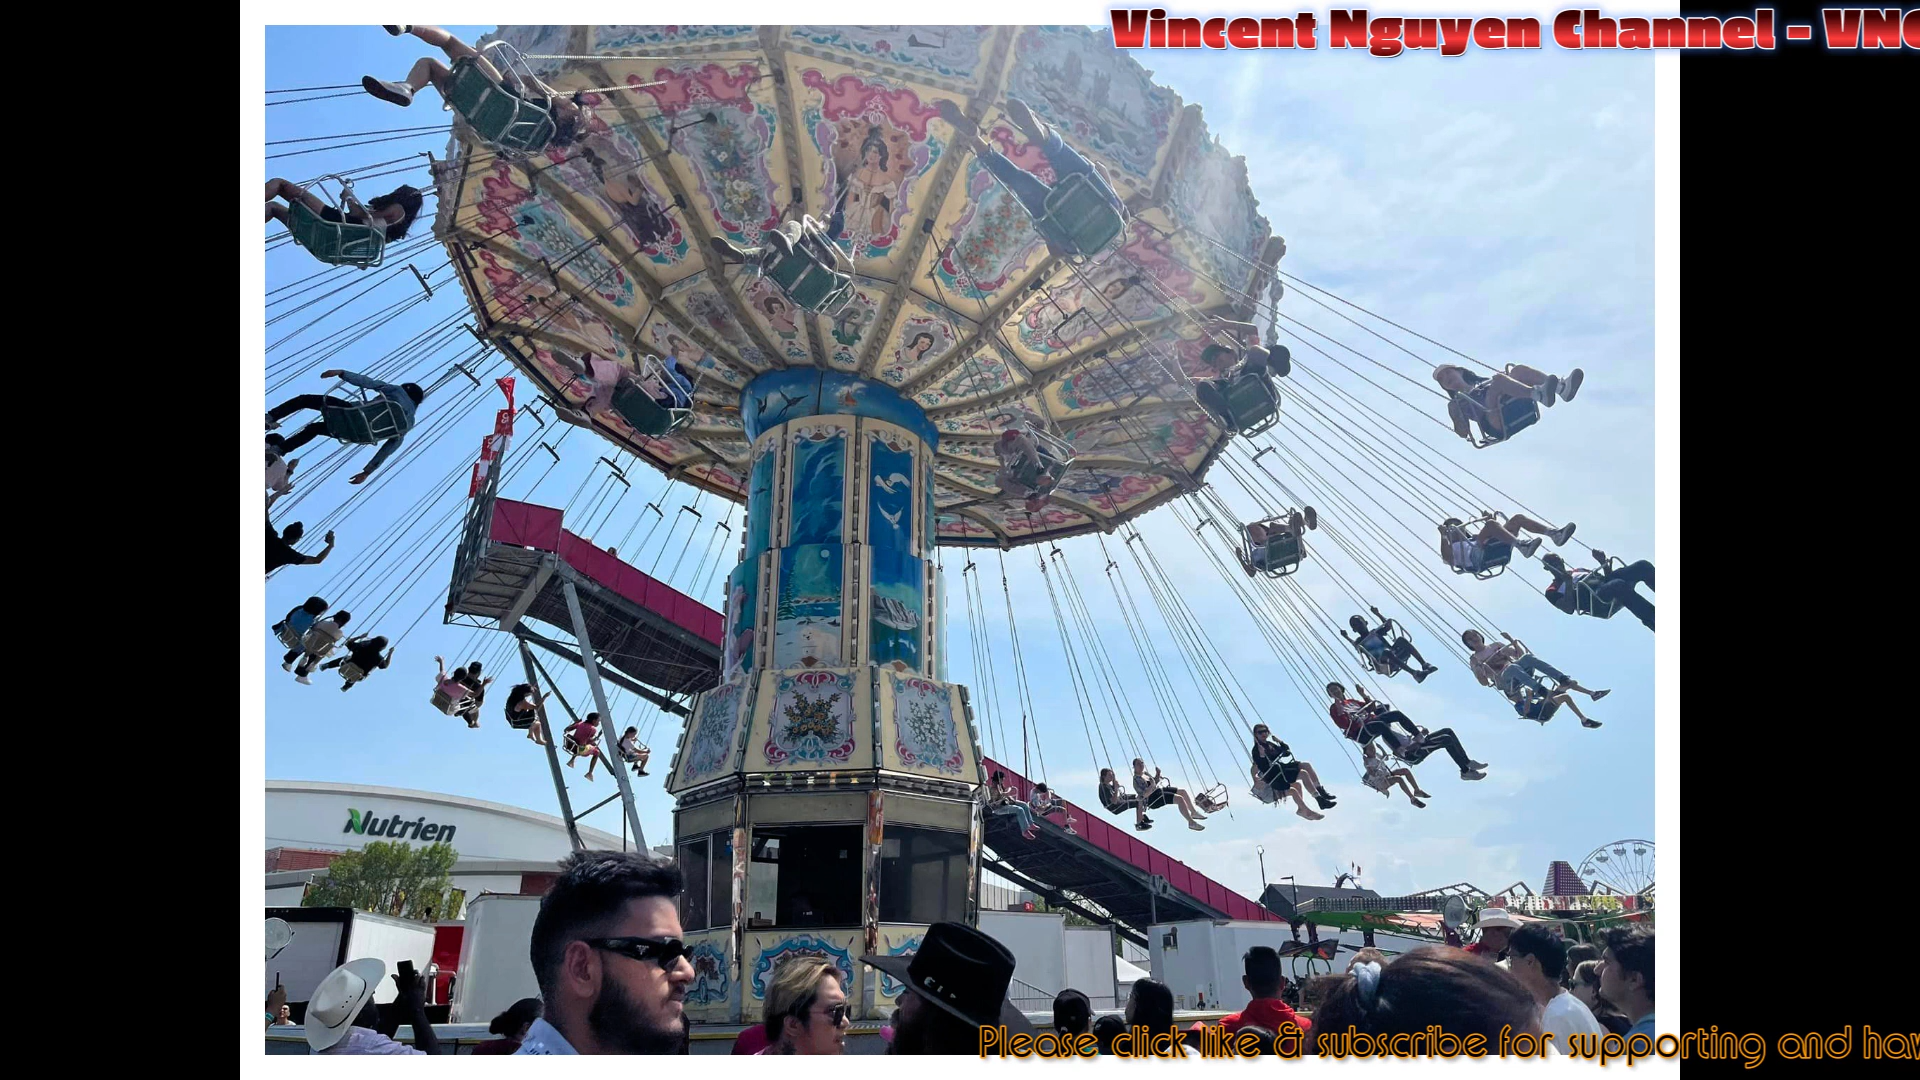 Vincent Nguyen Channel - VN
Nutrien
Please click like & subscribe for supporting and hav